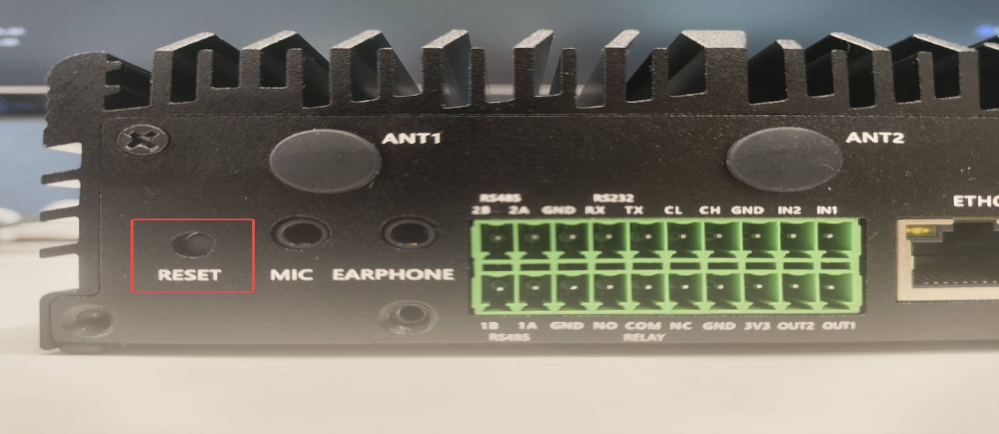 ANT1
ANT2
RS485 RS232
2B 2A GND RX TX CL CH GND IN2 IN1
RESET
MIC
EARPHONE
1B 1A GND NO COM NC GND 3V3 OUT2 OUT1
RS485 RELAY